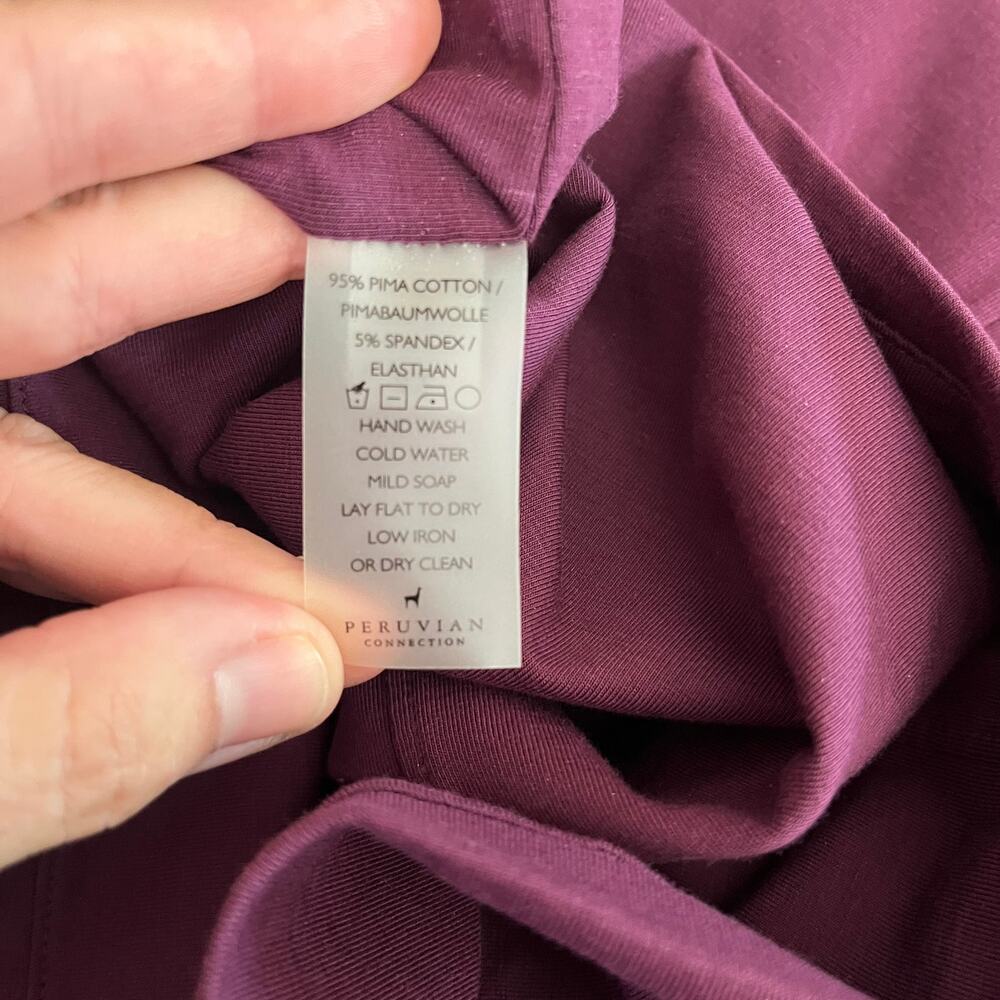 95% PIMA COTTON /
PIMABAUMWOLLE
5% SPANDEX /
ELASTHAN
HAND WASH
COLD WATER
MILD SOAP
LAY FLAT TO DRY
LOW IRON
OR DRY CLEAN
PERUVIAN
CONNECTION